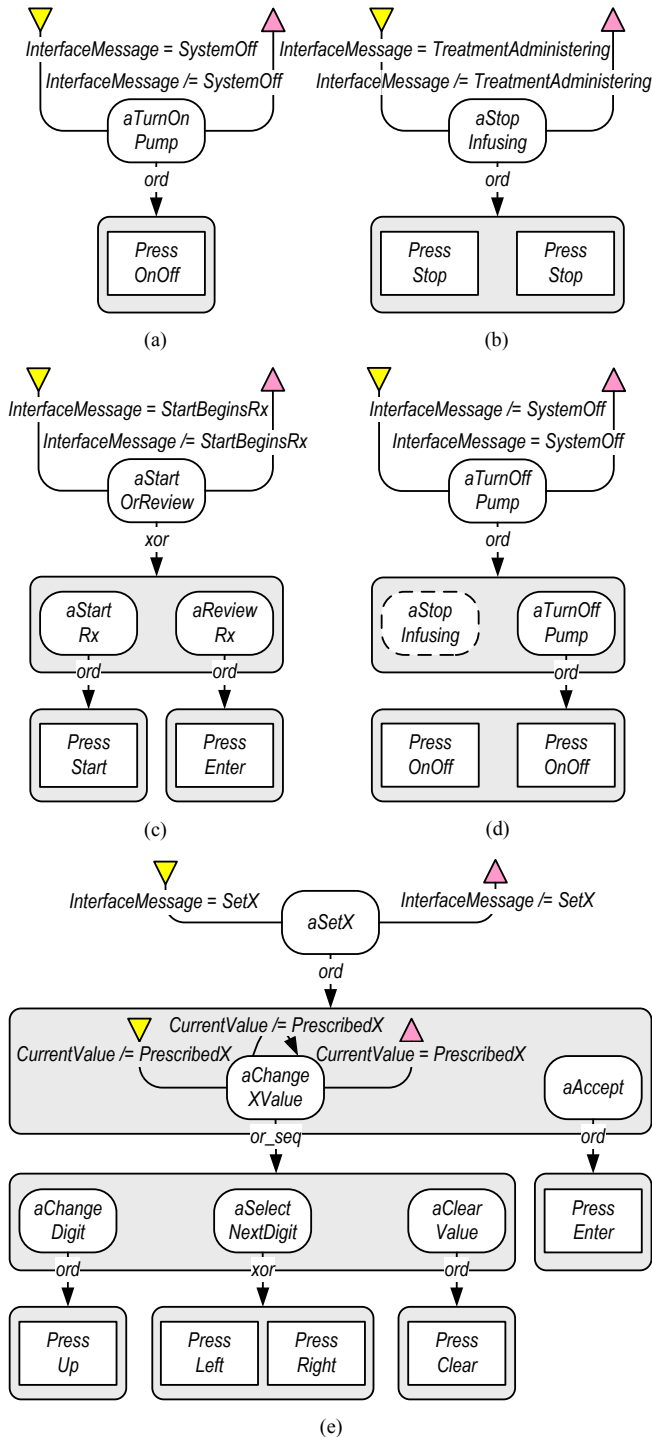 InterfaceMessage = SystemOff
InterfaceMessage /= SystemOff
aTurnOn
Pump
ord
Press
OnOff
(a)
InterfaceMessage = TreatmentAdministering
InterfaceMessage /= TreatmentAdministering
aStop
Infusing
ord
Press
Stop
Press
Stop
(b)
InterfaceMessage = StartBeginsRx
InterfaceMessage /= StartBeginsRx
aStart
OrReview
xor
aStart
Rx
aReview
Rx
ord
ord
Press
Start
Press
Enter
(c)
InterfaceMessage /= SystemOff
InterfaceMessage = SystemOff
aTurnOff
Pump
ord
aStop
Infusing
aTurnOff
Pump
ord
Press
OnOff
Press
OnOff
(d)
InterfaceMessage = SetX
InterfaceMessage /= SetX
aSetX
ord
CurrentValue /= PrescribedX
CurrentValue /= PrescribedX
CurrentValue = PrescribedX
aChange
XValue
aAccept
or_seq
ord
aChange
Digit
aSelect
NextDigit
aClear
Value
Press
Enter
ord
xor
ord
Press
Up
Press
Left
Press
Right
Press
Clear
(e)